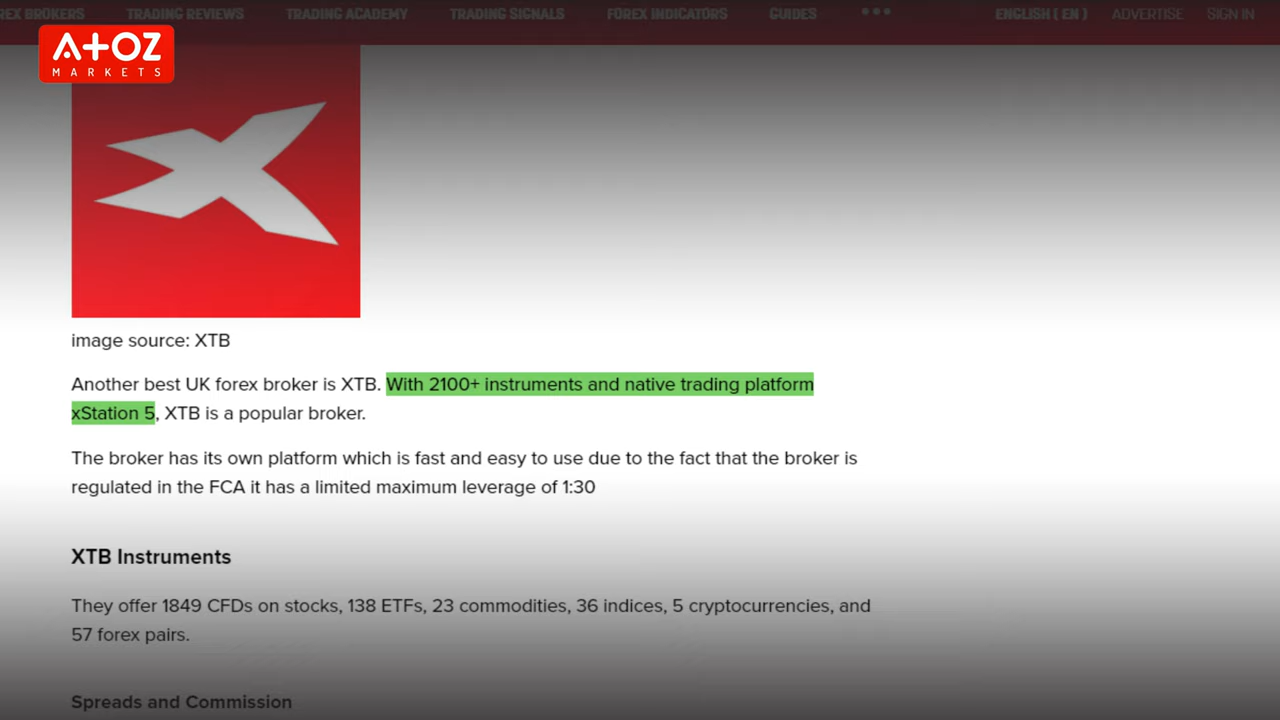 REX BROKERS TRADING REVIEWS TRADING ACADEMY TRADING SIGNALS FOREX INDICATORS GUIDES ••• ENGLISH ( EN ) ADVERTISE SIGN IN
A+OZ
MARKETS
image source: XTB
Another best UK forex broker is XTB. With 2100+ instruments and native trading platform
xStation 5, XTB is a popular broker.
The broker has its own platform which is fast and easy to use due to the fact that the broker is
regulated in the FCA it has a limited maximum leverage of 1:30
XTB Instruments
They offer 1849 CFDs on stocks, 138 ETFs, 23 commodities, 36 indices, 5 cryptocurrencies, and
57 forex pairs.
Spreads and Commission